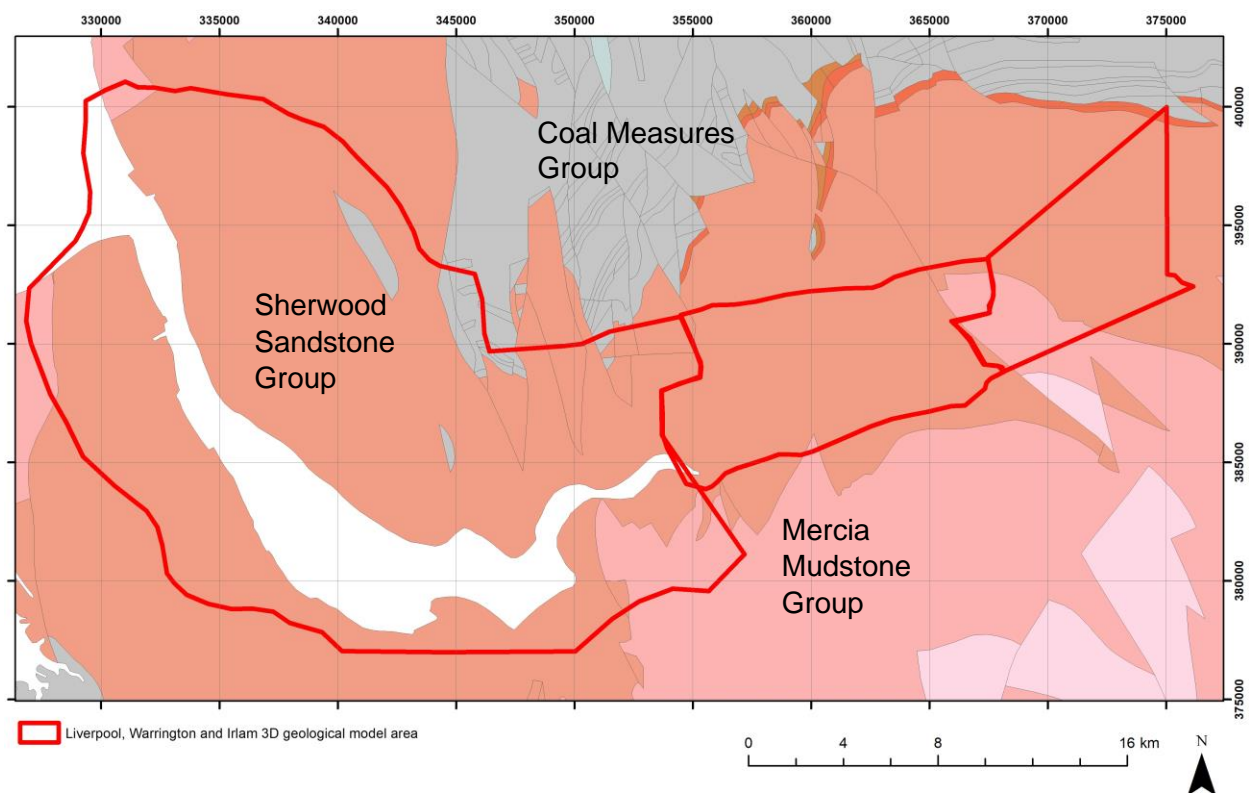 330000 335000 340000 345000 350000 355000 360000 365000 370000 375000
400000
Coal Measures
Group
395000
Sherwood
Sandstone
Group
390000
385000
Mercia
Mudstone
Group
380000
375000
Liverpool, Warrington and Irlam 3D geological model area
0 4 8 16 km
N